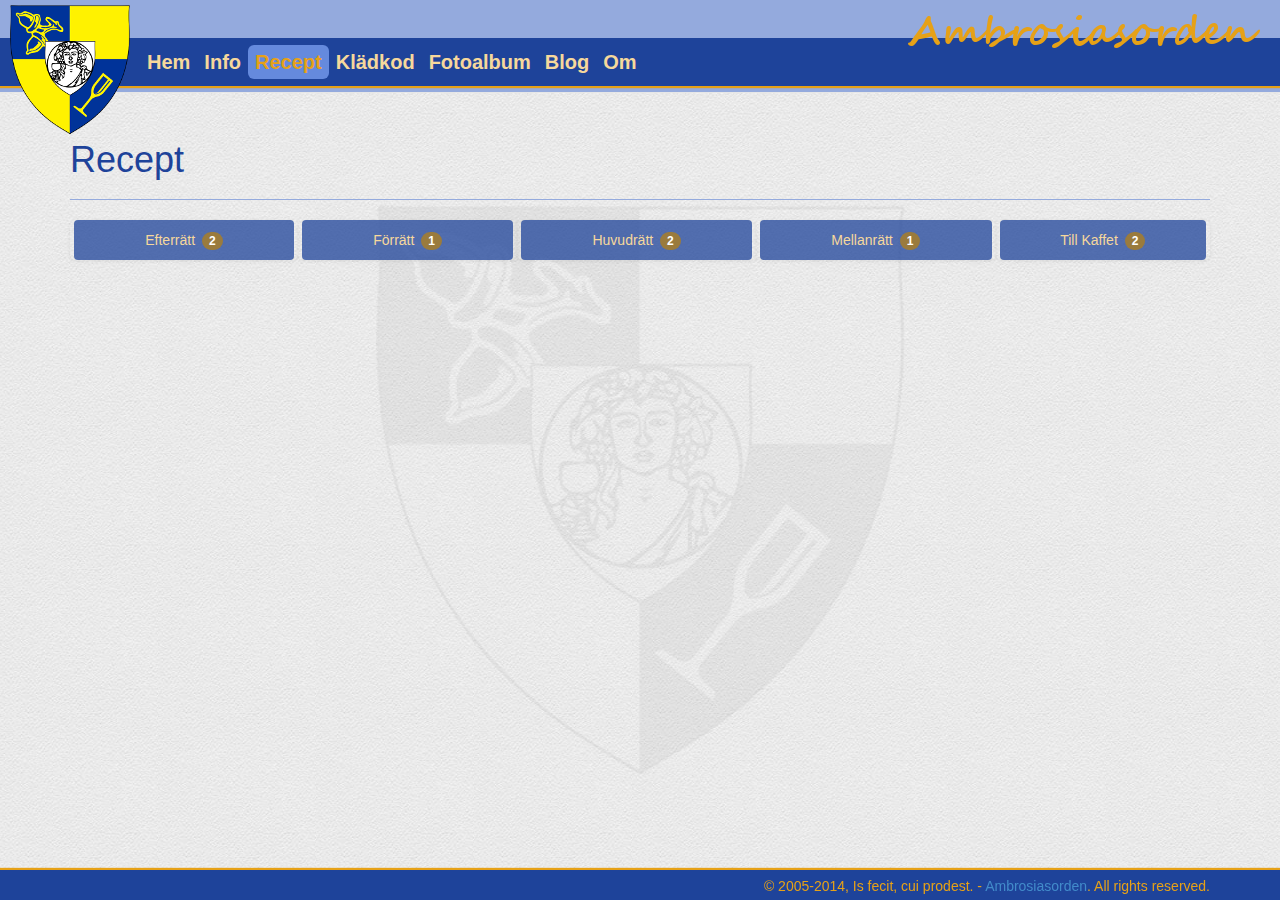 Ambrosiasorden
Hem Info Recept Klädkod Fotoalbum Blog Om
Recept
Efterrätt 2 Förrätt 1 Huvudrätt 2 Mellanrätt 1 Till Kaffet 2
© 2005-2014, Is fecit, cui prodest. - Ambrosiasorden. All rights reserved.